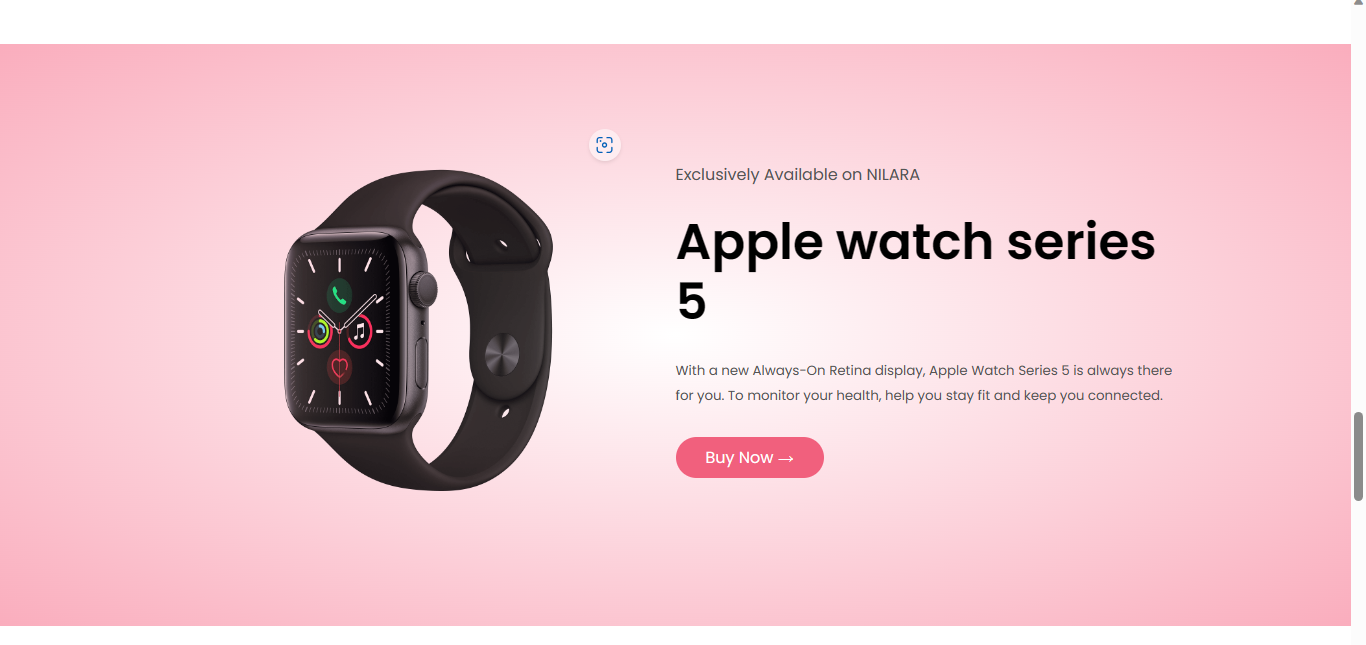 Exclusively Available on NILARA
Apple watch series
5
With a new Always-On Retina display, Apple Watch Series 5 is always there
for you. To monitor your health, help you stay fit and keep you connected.
Buy Now →